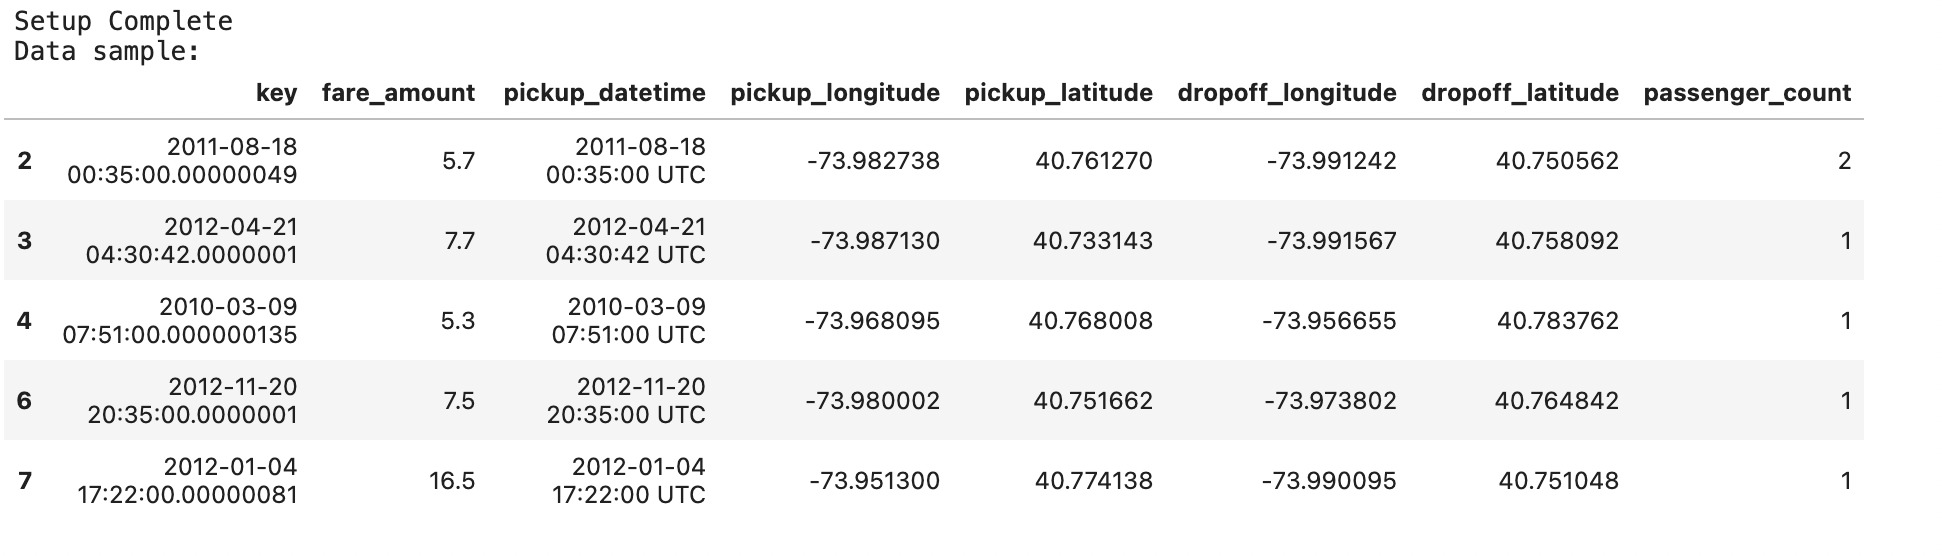 Setup Complete
Data sample:
key fare_amount pickup_datetime pickup_longitude pickup_latitude dropoff_longitude dropoff_latitude passenger_count
2 2011-08-18 00:35:00.00000049 5.7 2011-08-18 00:35:00 UTC -73.982738 40.761270 -73.991242 40.750562 2
3 2012-04-21 04:30:42.0000001 7.7 2012-04-21 04:30:42 UTC -73.987130 40.733143 -73.991567 40.758092 1
4 2010-03-09 07:51:00.000000135 5.3 2010-03-09 07:51:00 UTC -73.968095 40.768008 -73.956655 40.783762 1
6 2012-11-20 20:35:00.0000001 7.5 2012-11-20 20:35:00 UTC -73.980002 40.751662 -73.973802 40.764842 1
7 2012-01-04 17:22:00.00000081 16.5 2012-01-04 17:22:00 UTC -73.951300 40.774138 -73.990095 40.751048 1